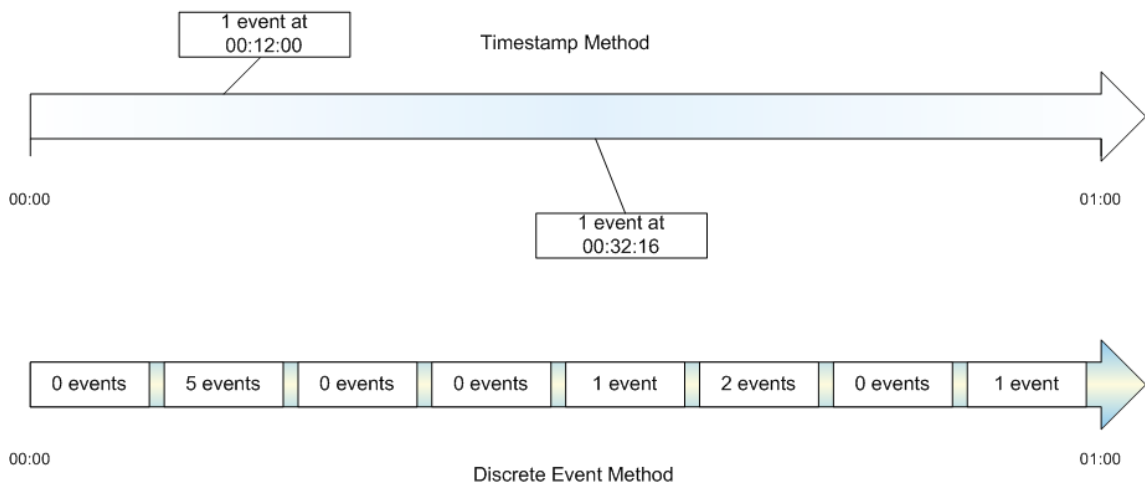 1 event at
00:12:00
Timestamp Method
00:00
01:00
1 event at
00:32:16
0 events
5 events
0 events
0 events
1 event
2 events
0 events
1 event
00:00
01:00
Discrete Event Method